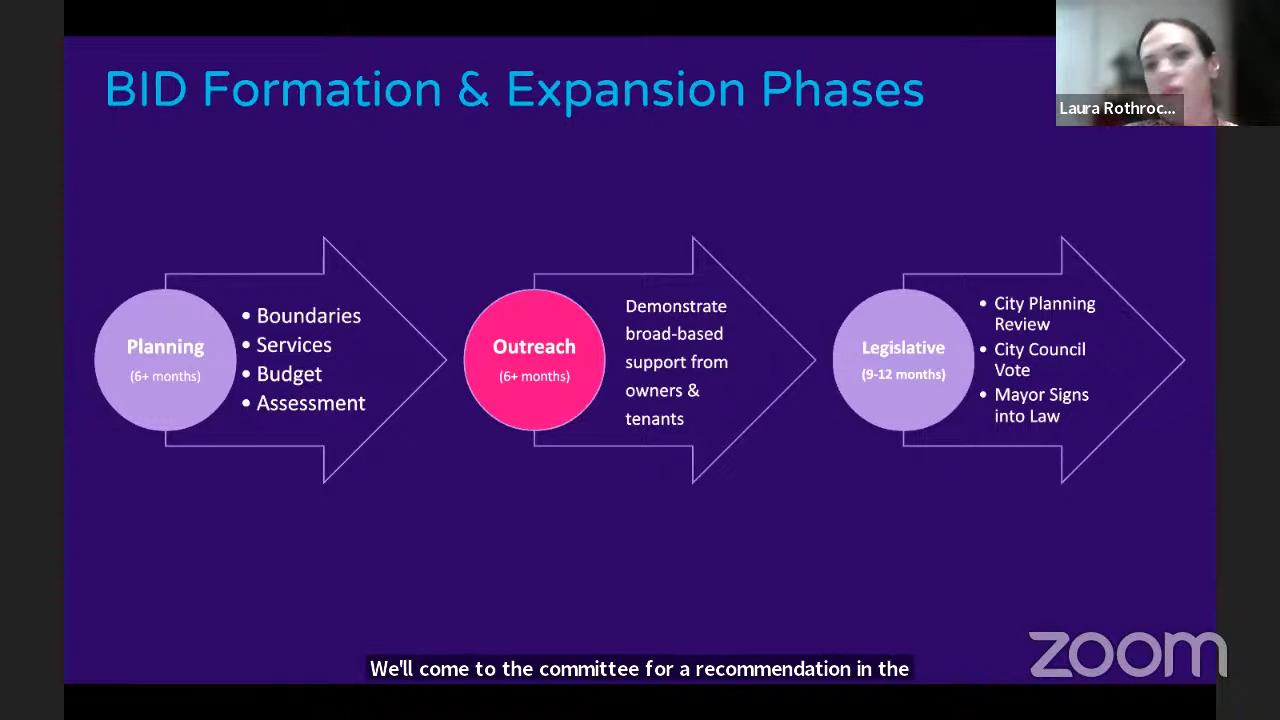 BID Formation & Expansion Phases
Laura Rothroc...
Planning
(6+ months)
• Boundaries
• Services
• Budget
• Assessment
Outreach
(6+ months)
Demonstrate
broad-based
support from
owners &
tenants
Legislative
(9-12 months)
• City Planning
Review
• City Council
Vote
• Mayor Signs
into Law
We'll come to the committee for a recommendation in the
zoom